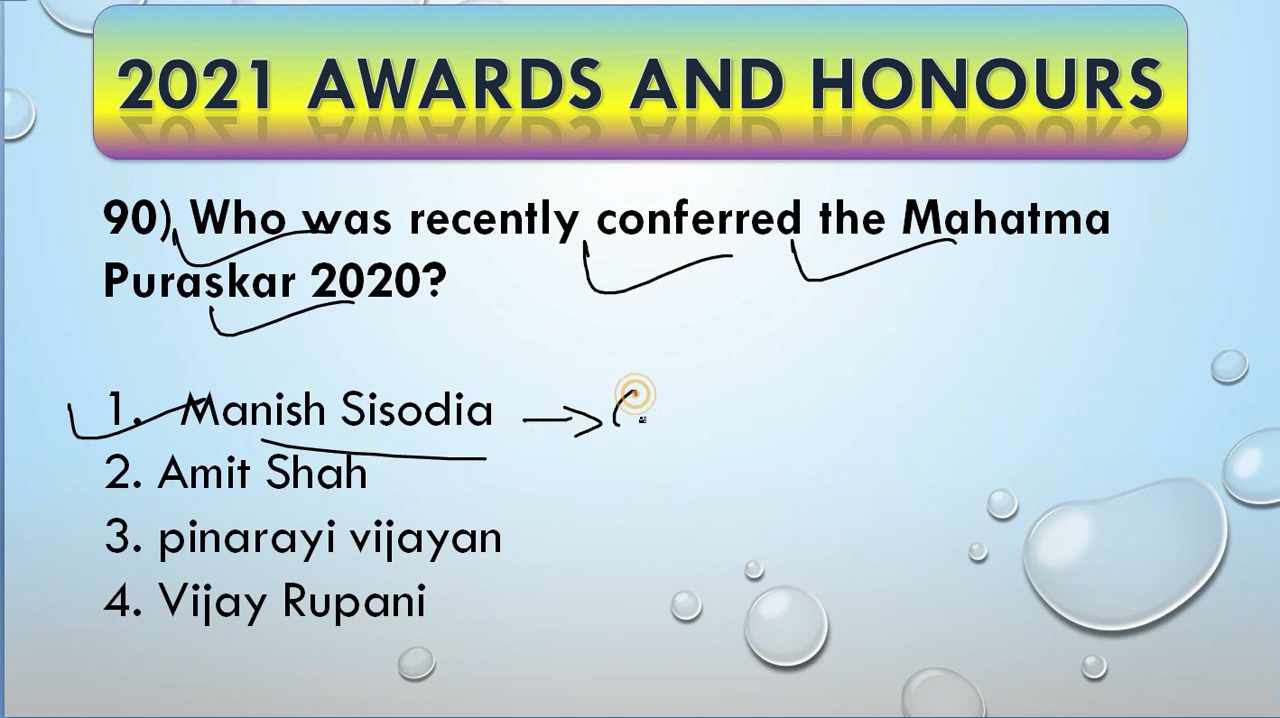 2021 AWARDS AND HONOURS
90) Who was recently conferred the Mahatma
Puraskar 2020?
1. Manish Sisodia
2. Amit Shah
3. pinarayi vijayan
4. Vijay Rupani